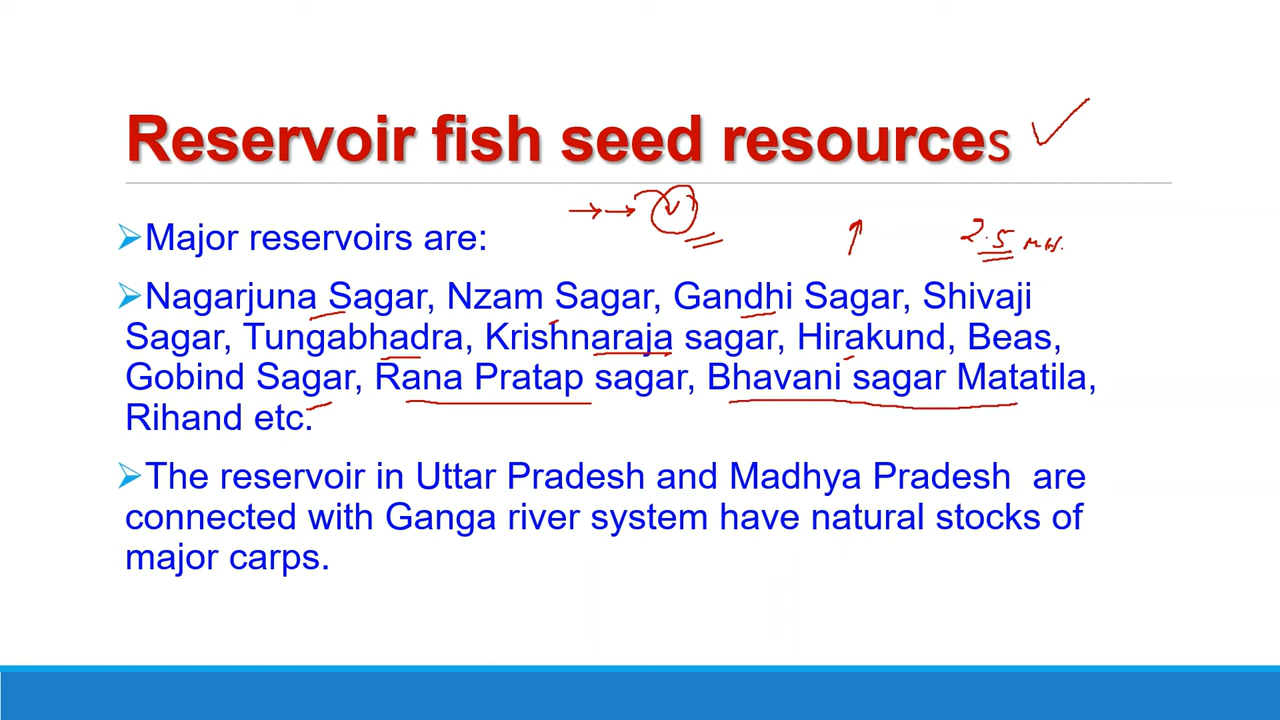 Reservoir fish seed resources
Major reservoirs are:
2.5
Nagarjuna Sagar, Nzam Sagar, Gandhi Sagar, Shivaji
Sagar, Tungabhadra, Krishnaraja sagar, Hirakund, Beas,
Gobind Sagar, Rana Pratap sagar, Bhavani sagar Matatila,
Rihand etc.
The reservoir in Uttar Pradesh and Madhya Pradesh are
connected with Ganga river system have natural stocks of
major carps.